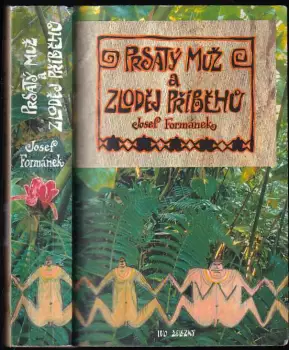 PRSATÝ MUŽ
A
ZLODĚJ PŘÍBĚHŮ
Josef
Formánek
PRSATÝ MUŽ
A
ZLODĚJ PŘÍBĚHŮ
Josef Formánek
IVO ŽELEZNÝ